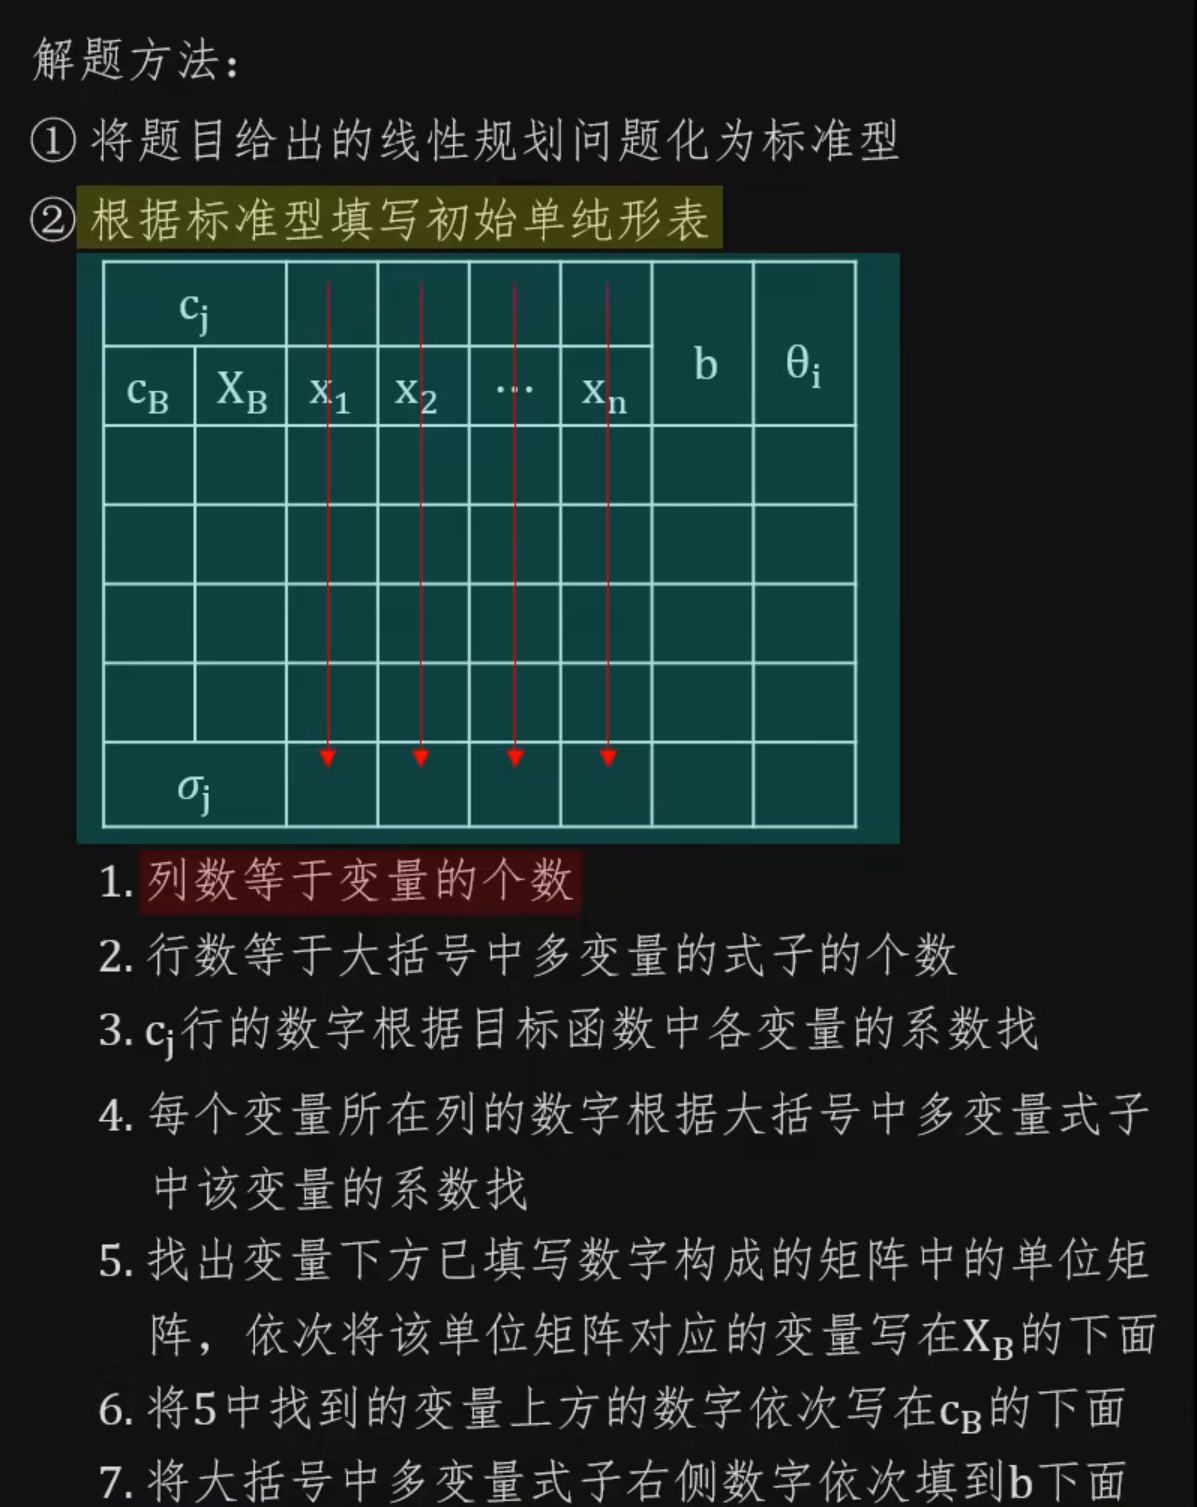 解题方法：
① 将题目给出的线性规划问题化为标准型
② 根据标准型填写初始单纯形表
cⱼ
b
θᵢ
c_B X_B x₁ x₂ ⋯ xₙ
σⱼ
1. 列数等于变量的个数
2. 行数等于大括号中多变量的式子的个数
3. cⱼ行的数字根据目标函数中各变量的系数找
4. 每个变量所在列的数字根据大括号中多变量式子
中该变量的系数找
5. 找出变量下方已填写数字构成的矩阵中的单位矩
阵，依次将该单位矩阵对应的变量写在X_B的下面
6. 将5中找到的变量上方的数字依次写在c_B的下面
7. 将大括号中多变量式子右侧数字依次填到b下面